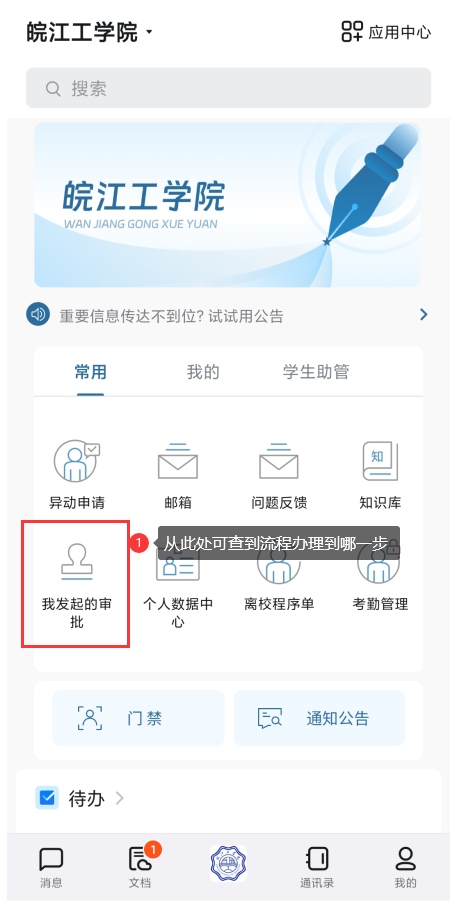 皖江工学院
应用中心
搜索
皖江工学院
WAN JIANG GONG XUE YUAN
重要信息传达不到位? 试试用公告
常用 我的 学生助管
异动申请 邮箱 问题反馈 知识库
知
1 从此处可查到流程办理到哪一步
我发起的审批 个人数据中心 离校程序单 考勤管理
门禁 通知公告
待办
1
消息 文档 通讯录 我的